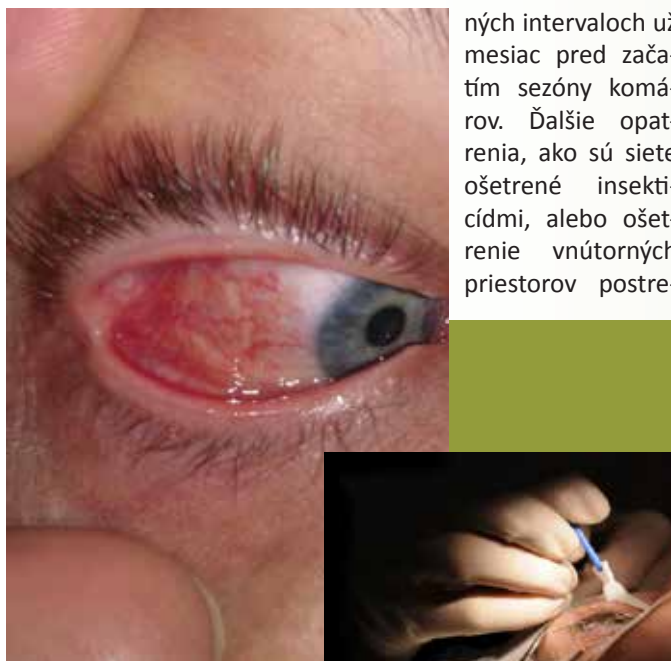 ných intervaloch už
mesiac pred zača-
tím sezóny komá-
rov. Ďalšie opat-
renia, ako sú siete
ošetrené insekti-
cídmi, alebo ošet-
renie vnútorných
priestorov postre-